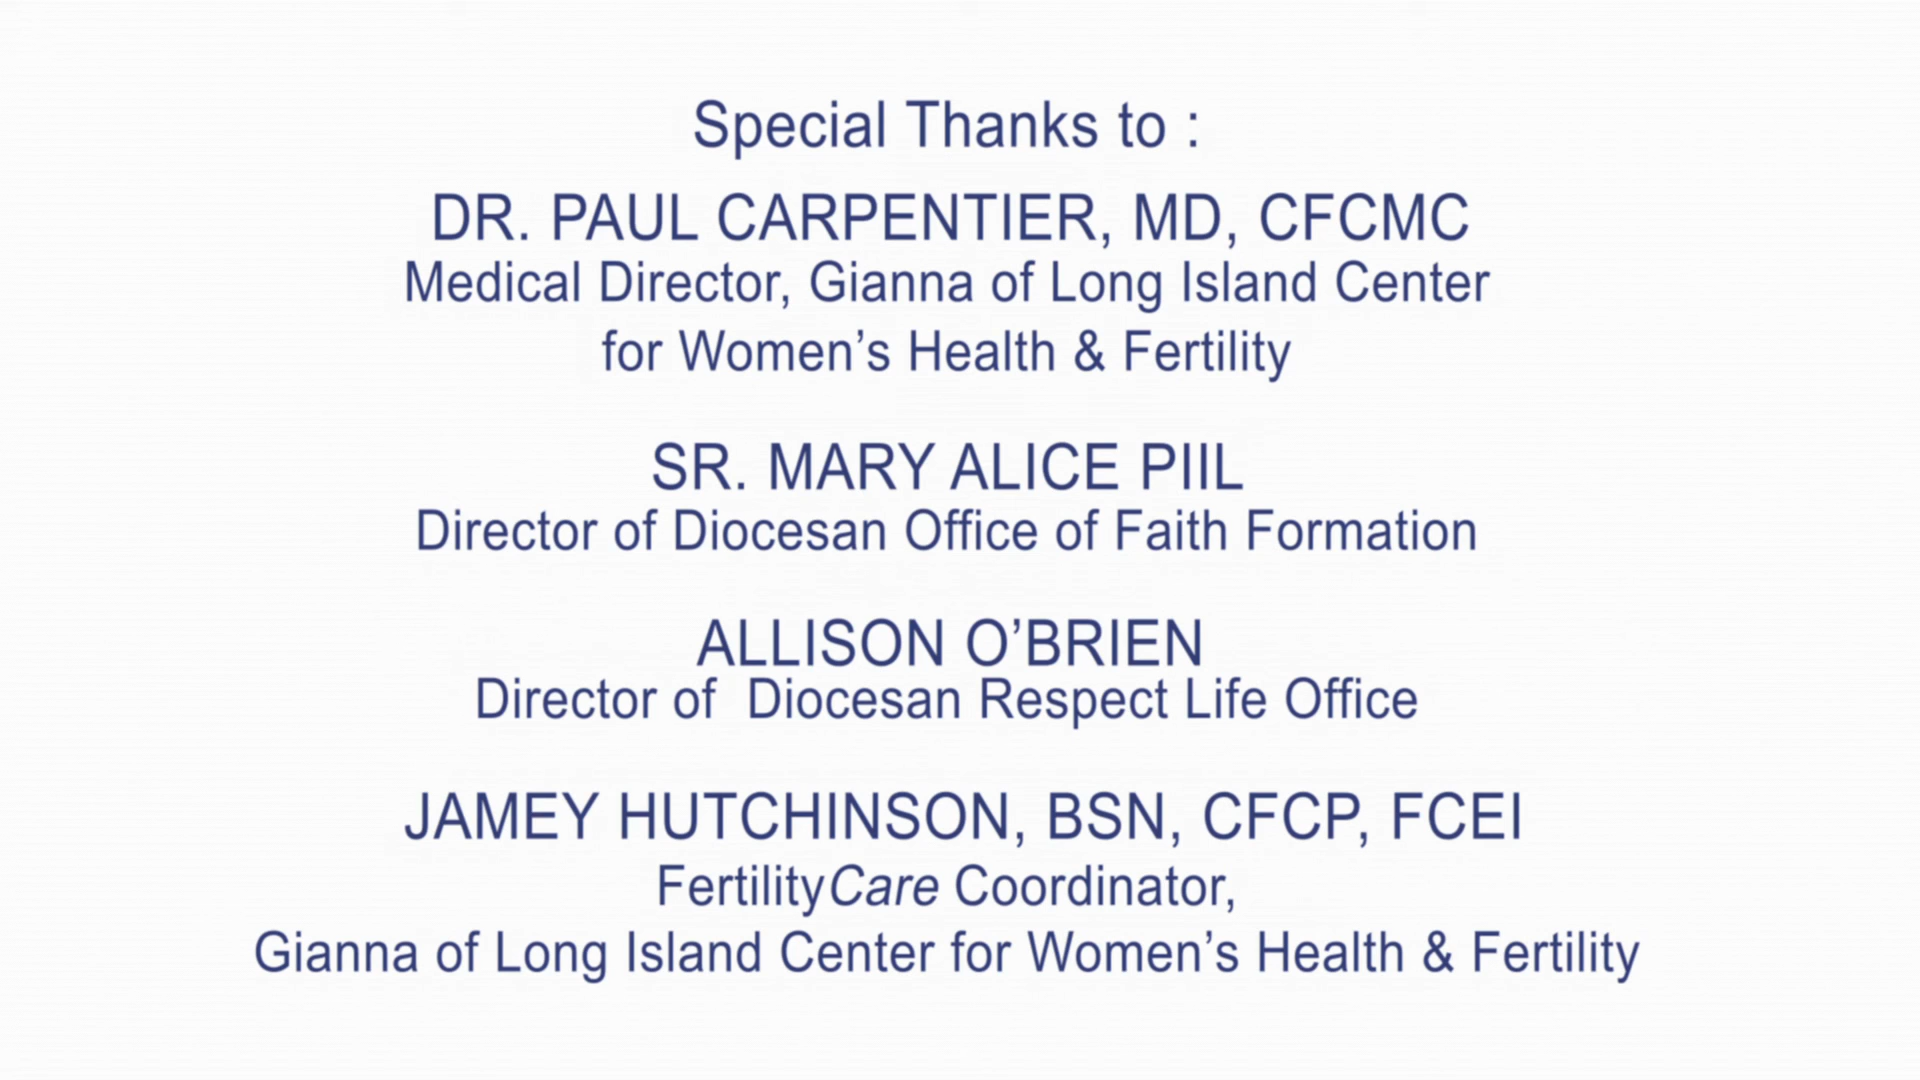 Special Thanks to :
DR. PAUL CARPENTIER, MD, CFCMC
Medical Director, Gianna of Long Island Center
for Women’s Health & Fertility
SR. MARY ALICE PIIL
Director of Diocesan Office of Faith Formation
ALLISON O’BRIEN
Director of  Diocesan Respect Life Office
JAMEY HUTCHINSON, BSN, CFCP, FCEI
FertilityCare Coordinator,
Gianna of Long Island Center for Women’s Health & Fertility